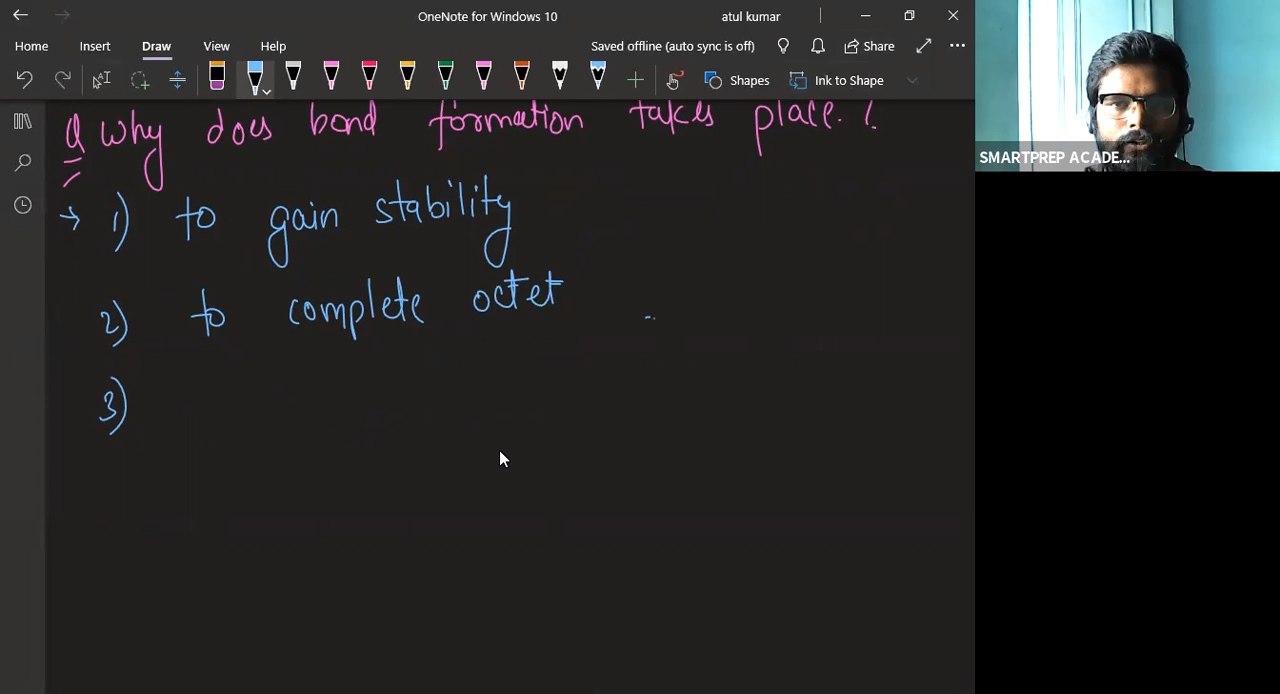 OneNote for Windows 10
atul kumar
Home Insert Draw View Help
Saved offline (auto sync is off)
Share
Shapes
Ink to Shape
SMARTPREP ACADE...
Q why does bond formation takes place.?
→ 1) to gain stability
2) to complete octet
3)